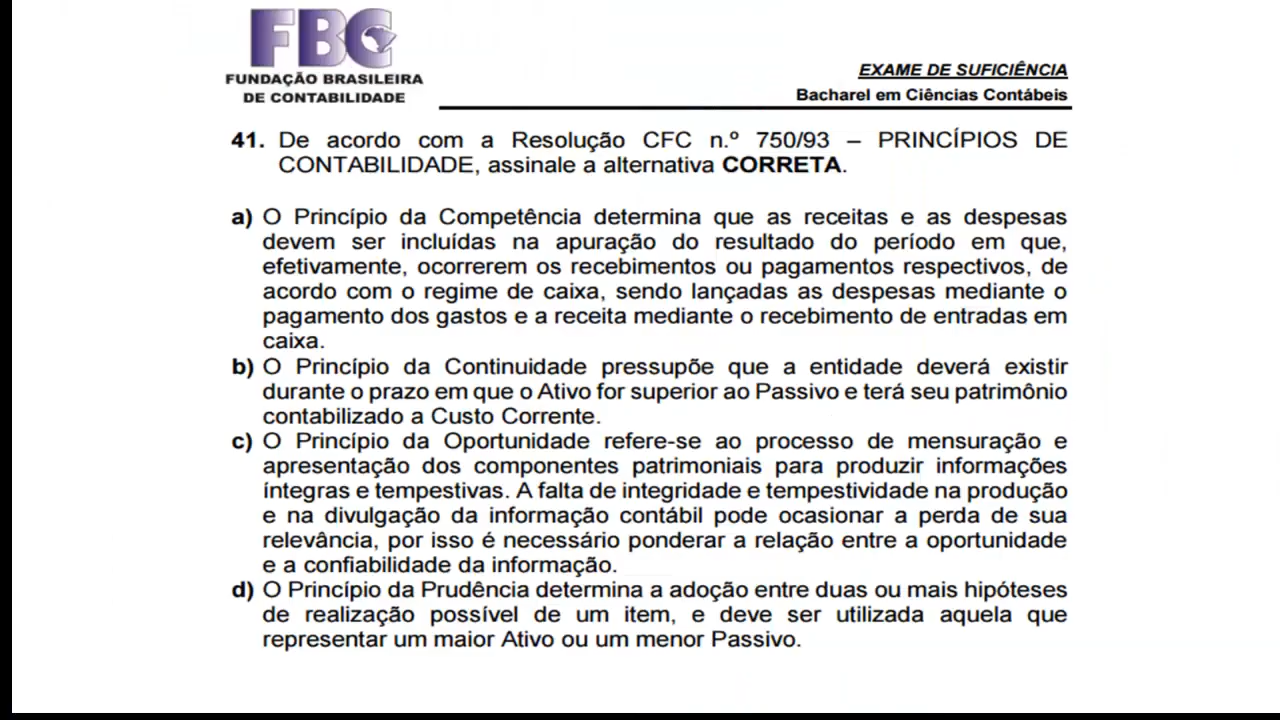 FBC
FUNDAÇÃO BRASILEIRA
DE CONTABILIDADE
EXAME DE SUFICIÊNCIA
Bacharel em Ciências Contábeis
41. De acordo com a Resolução CFC n.º 750/93 – PRINCÍPIOS DE
CONTABILIDADE, assinale a alternativa CORRETA.
a) O Princípio da Competência determina que as receitas e as despesas
devem ser incluídas na apuração do resultado do período em que,
efetivamente, ocorrerem os recebimentos ou pagamentos respectivos, de
acordo com o regime de caixa, sendo lançadas as despesas mediante o
pagamento dos gastos e a receita mediante o recebimento de entradas em
caixa.
b) O Princípio da Continuidade pressupõe que a entidade deverá existir
durante o prazo em que o Ativo for superior ao Passivo e terá seu patrimônio
contabilizado a Custo Corrente.
c) O Princípio da Oportunidade refere-se ao processo de mensuração e
apresentação dos componentes patrimoniais para produzir informações
íntegras e tempestivas. A falta de integridade e tempestividade na produção
e na divulgação da informação contábil pode ocasionar a perda de sua
relevância, por isso é necessário ponderar a relação entre a oportunidade
e a confiabilidade da informação.
d) O Princípio da Prudência determina a adoção entre duas ou mais hipóteses
de realização possível de um item, e deve ser utilizada aquela que
representar um maior Ativo ou um menor Passivo.